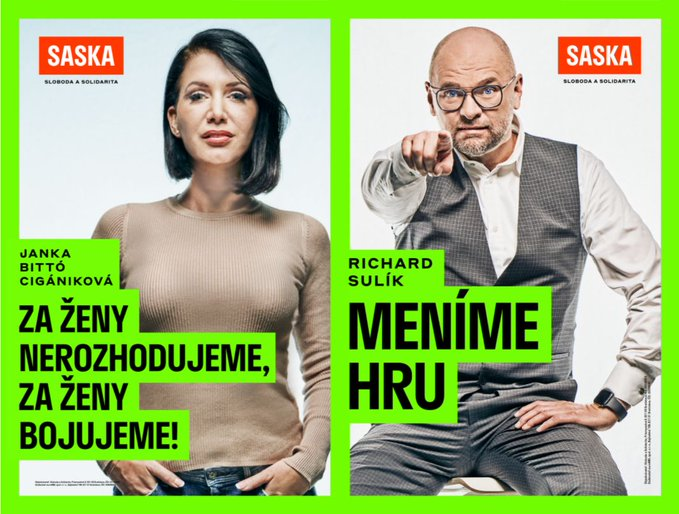 SASKA
SLOBODA A SOLIDARITA
JANKA
BITTÓ
CIGÁNIKOVÁ
ZA ŽENY
NEROZHODUJEME,
ZA ŽENY
BOJUJEME!
SASKA
SLOBODA A SOLIDARITA
RICHARD
SULÍK
MENÍME
HRU